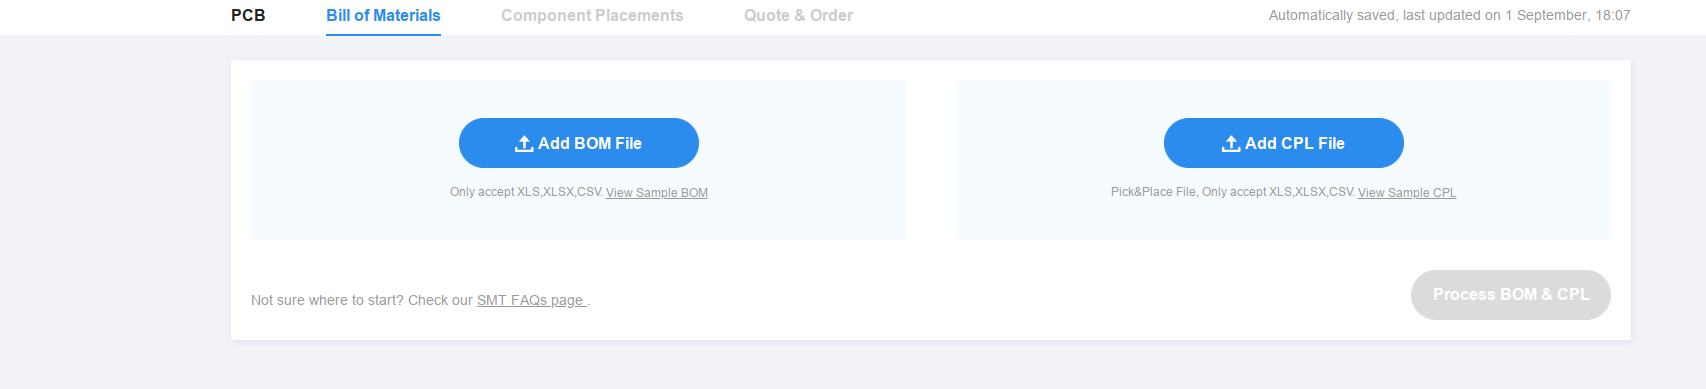 PCB Bill of Materials Component Placements Quote & Order Automatically saved, last updated on 1 September, 18:07
Add BOM File
Only accept XLS,XLSX,CSV. View Sample BOM
Add CPL File
Pick&Place File, Only accept XLS,XLSX,CSV. View Sample CPL
Not sure where to start? Check our SMT FAQs page .
Process BOM & CPL